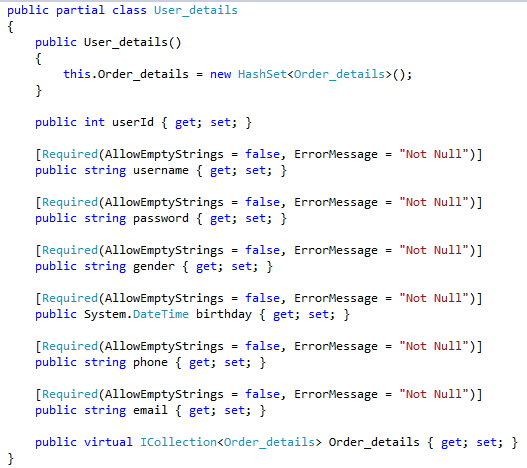 public partial class User_details
{
public User_details()
{
this.Order_details = new HashSet<Order_details>();
}
public int userId { get; set; }
[Required(AllowEmptyStrings = false, ErrorMessage = "Not Null")]
public string username { get; set; }
[Required(AllowEmptyStrings = false, ErrorMessage = "Not Null")]
public string password { get; set; }
[Required(AllowEmptyStrings = false, ErrorMessage = "Not Null")]
public string gender { get; set; }
[Required(AllowEmptyStrings = false, ErrorMessage = "Not Null")]
public System.DateTime birthday { get; set; }
[Required(AllowEmptyStrings = false, ErrorMessage = "Not Null")]
public string phone { get; set; }
[Required(AllowEmptyStrings = false, ErrorMessage = "Not Null")]
public string email { get; set; }
public virtual ICollection<Order_details> Order_details { get; set; }
}